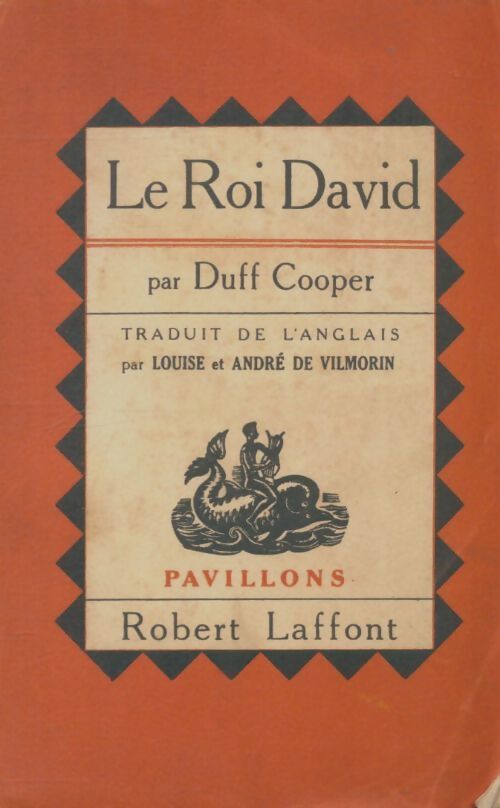 Le Roi David
par Duff Cooper
TRADUIT DE L'ANGLAIS
par LOUISE et ANDRÉ DE VILMORIN
PAVILLONS
Robert Laffont